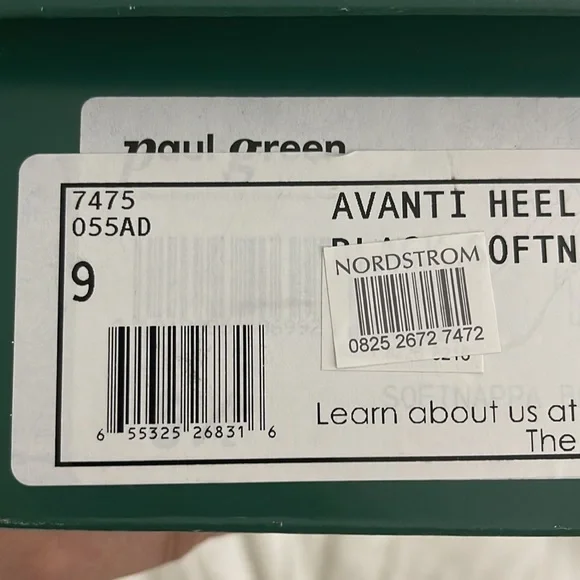 paul green
7475
055AD
AVANTI HEEL
OFTN
9
NORDSTROM
0825 2672 7472
6 55325 26831 6
SOFTNAPPA
Learn about us at
The